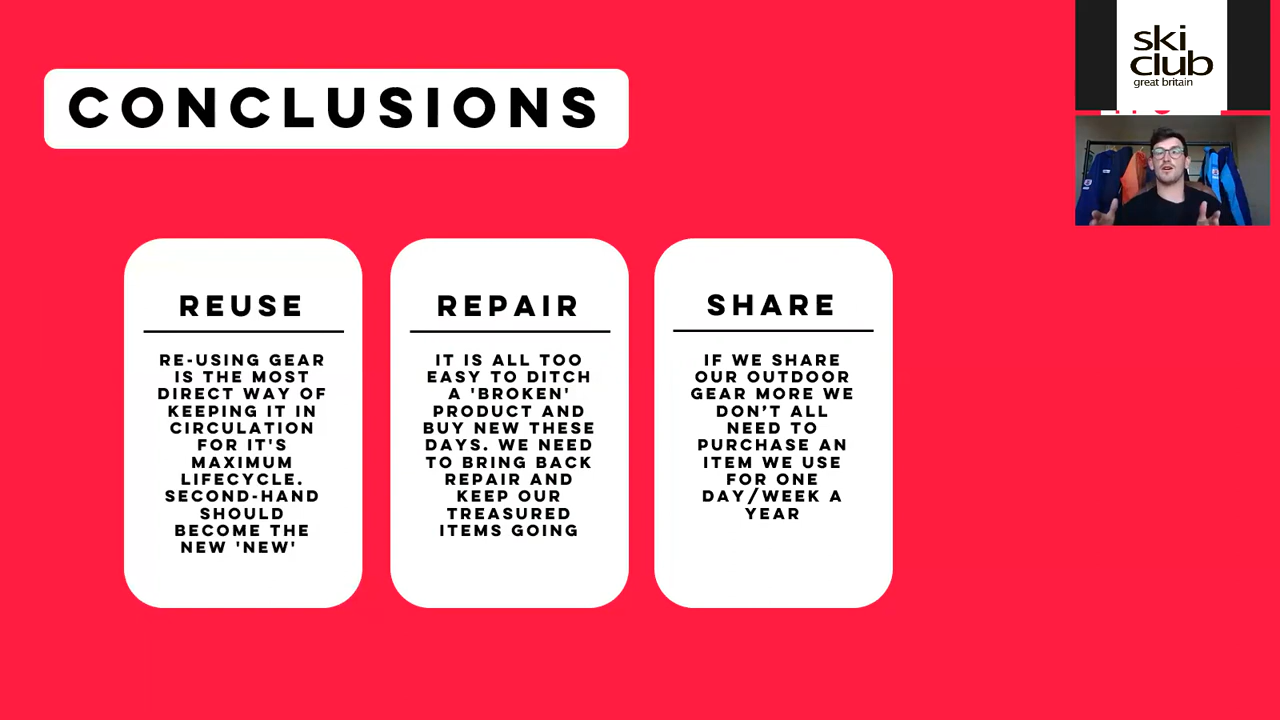 CONCLUSIONS
ski
club
great britain
REUSE
RE-USING GEAR
IS THE MOST
DIRECT WAY OF
KEEPING IT IN
CIRCULATION
FOR IT'S
MAXIMUM
LIFECYCLE.
SECOND-HAND
SHOULD
BECOME THE
NEW 'NEW'
REPAIR
IT IS ALL TOO
EASY TO DITCH
A 'BROKEN'
PRODUCT AND
BUY NEW THESE
DAYS. WE NEED
TO BRING BACK
REPAIR AND
KEEP OUR
TREASURED
ITEMS GOING
SHARE
IF WE SHARE
OUR OUTDOOR
GEAR MORE WE
DON’T ALL
NEED TO
PURCHASE AN
ITEM WE USE
FOR ONE
DAY/WEEK A
YEAR